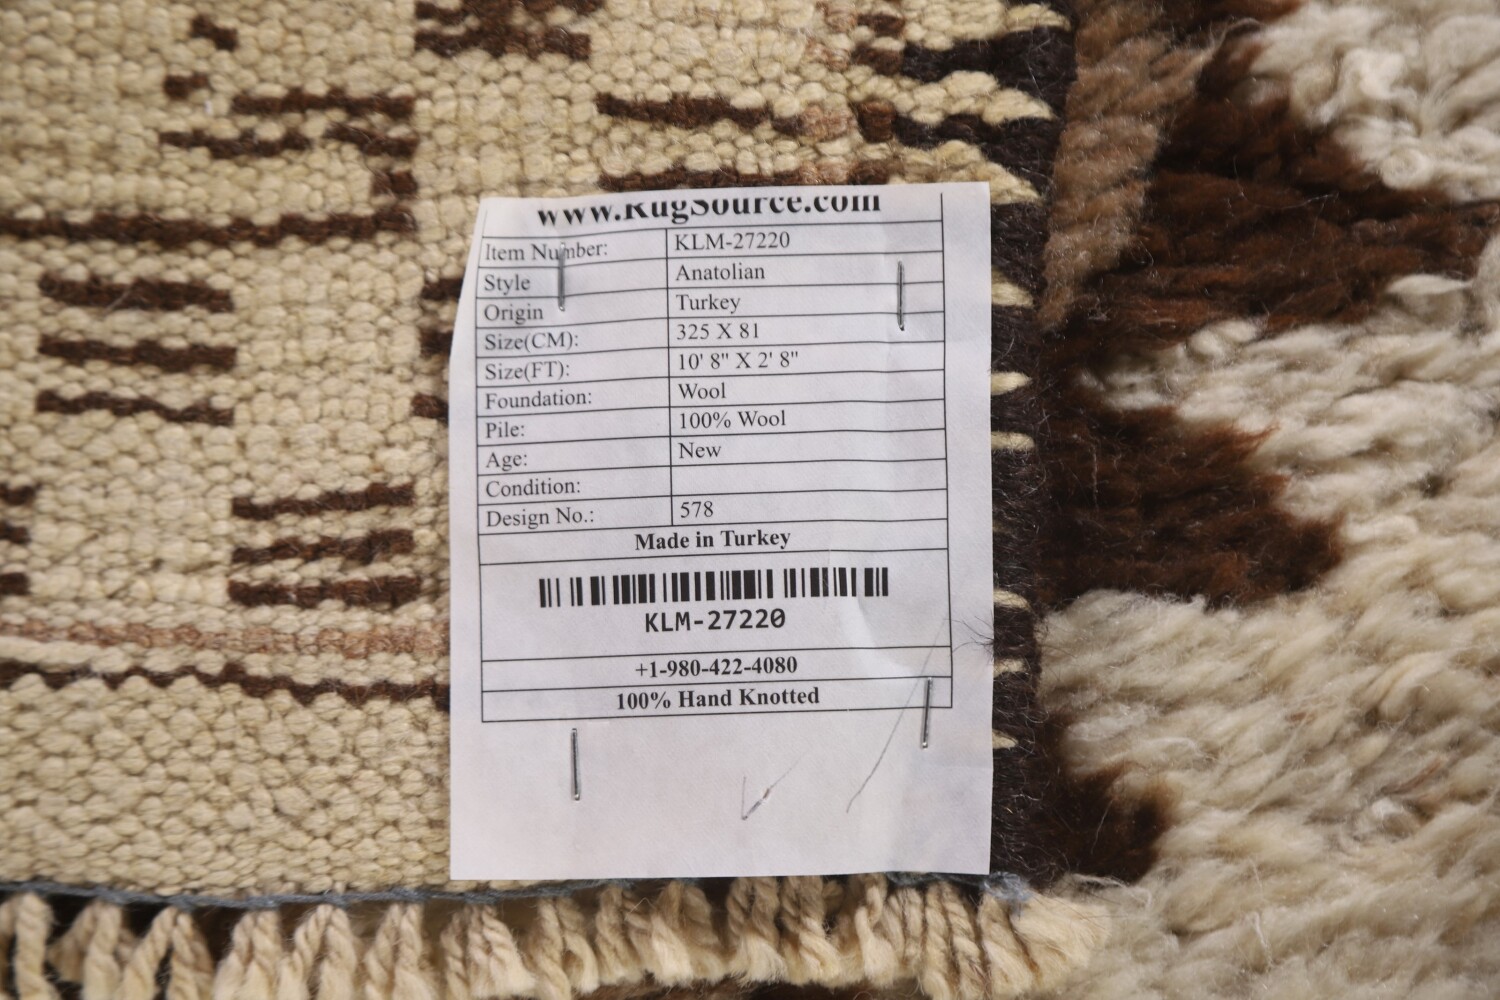 www.RugSource.com
Item Number: KLM-27220
Style Anatolian
Origin Turkey
Size(CM): 325 X 81
Size(FT): 10' 8" X 2' 8"
Foundation: Wool
Pile: 100% Wool
Age: New
Condition:
Design No.: 578
Made in Turkey
KLM-27220
+1-980-422-4080
100% Hand Knotted